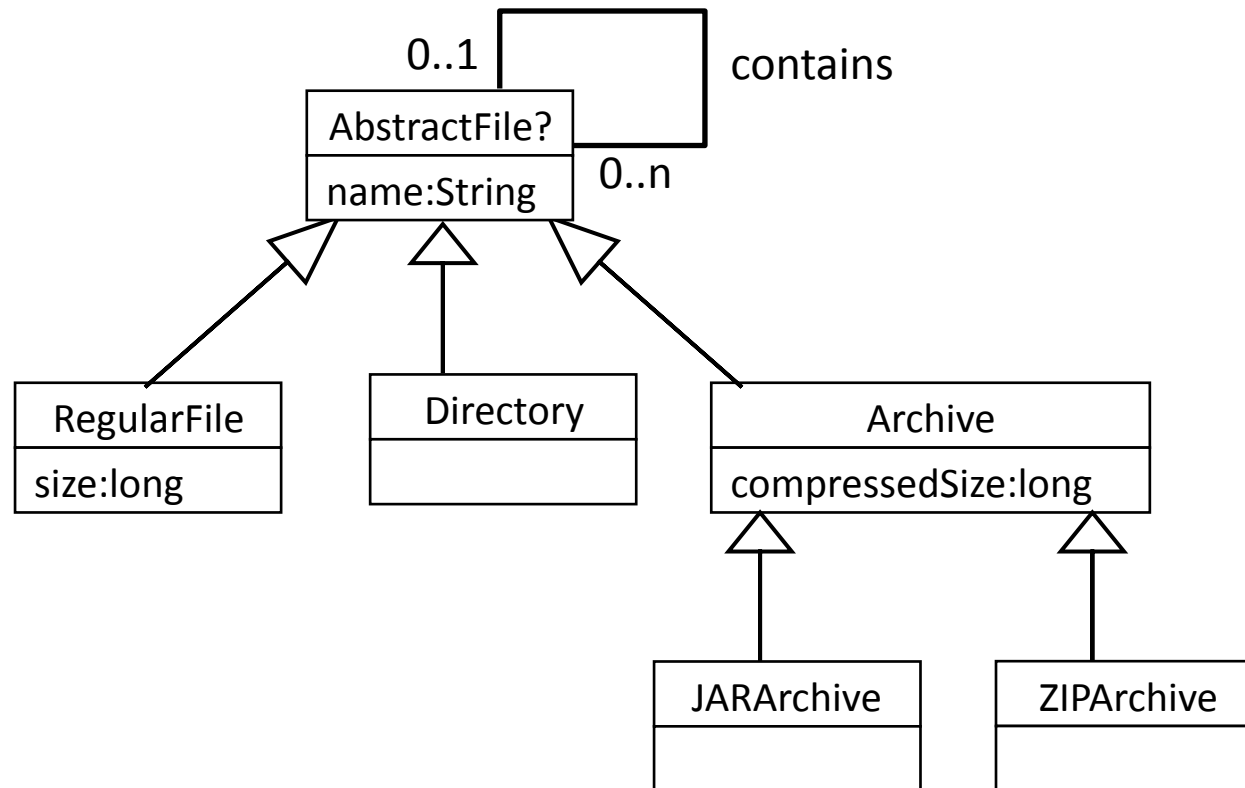 0..1
contains
AbstractFile?
0..n
name:String
RegularFile
Directory
Archive
size:long
compressedSize:long
JARArchive
ZIPArchive